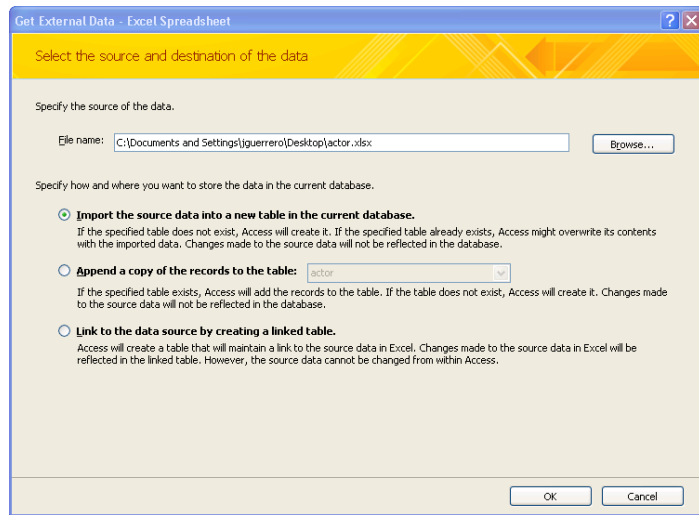 Get External Data - Excel Spreadsheet
Select the source and destination of the data
Specify the source of the data.
File name: C:\Documents and Settings\jguerrero\Desktop\actor.xlsx Browse...
Specify how and where you want to store the data in the current database.
Import the source data into a new table in the current database.
If the specified table does not exist, Access will create it. If the specified table already exists, Access might overwrite its contents
with the imported data. Changes made to the source data will not be reflected in the database.
Append a copy of the records to the table: actor
If the specified table exists, Access will add the records to the table. If the table does not exist, Access will create it. Changes made
to the source data will not be reflected in the database.
Link to the data source by creating a linked table.
Access will create a table that will maintain a link to the source data in Excel. Changes made to the source data in Excel will be
reflected in the linked table. However, the source data cannot be changed from within Access.
OK Cancel